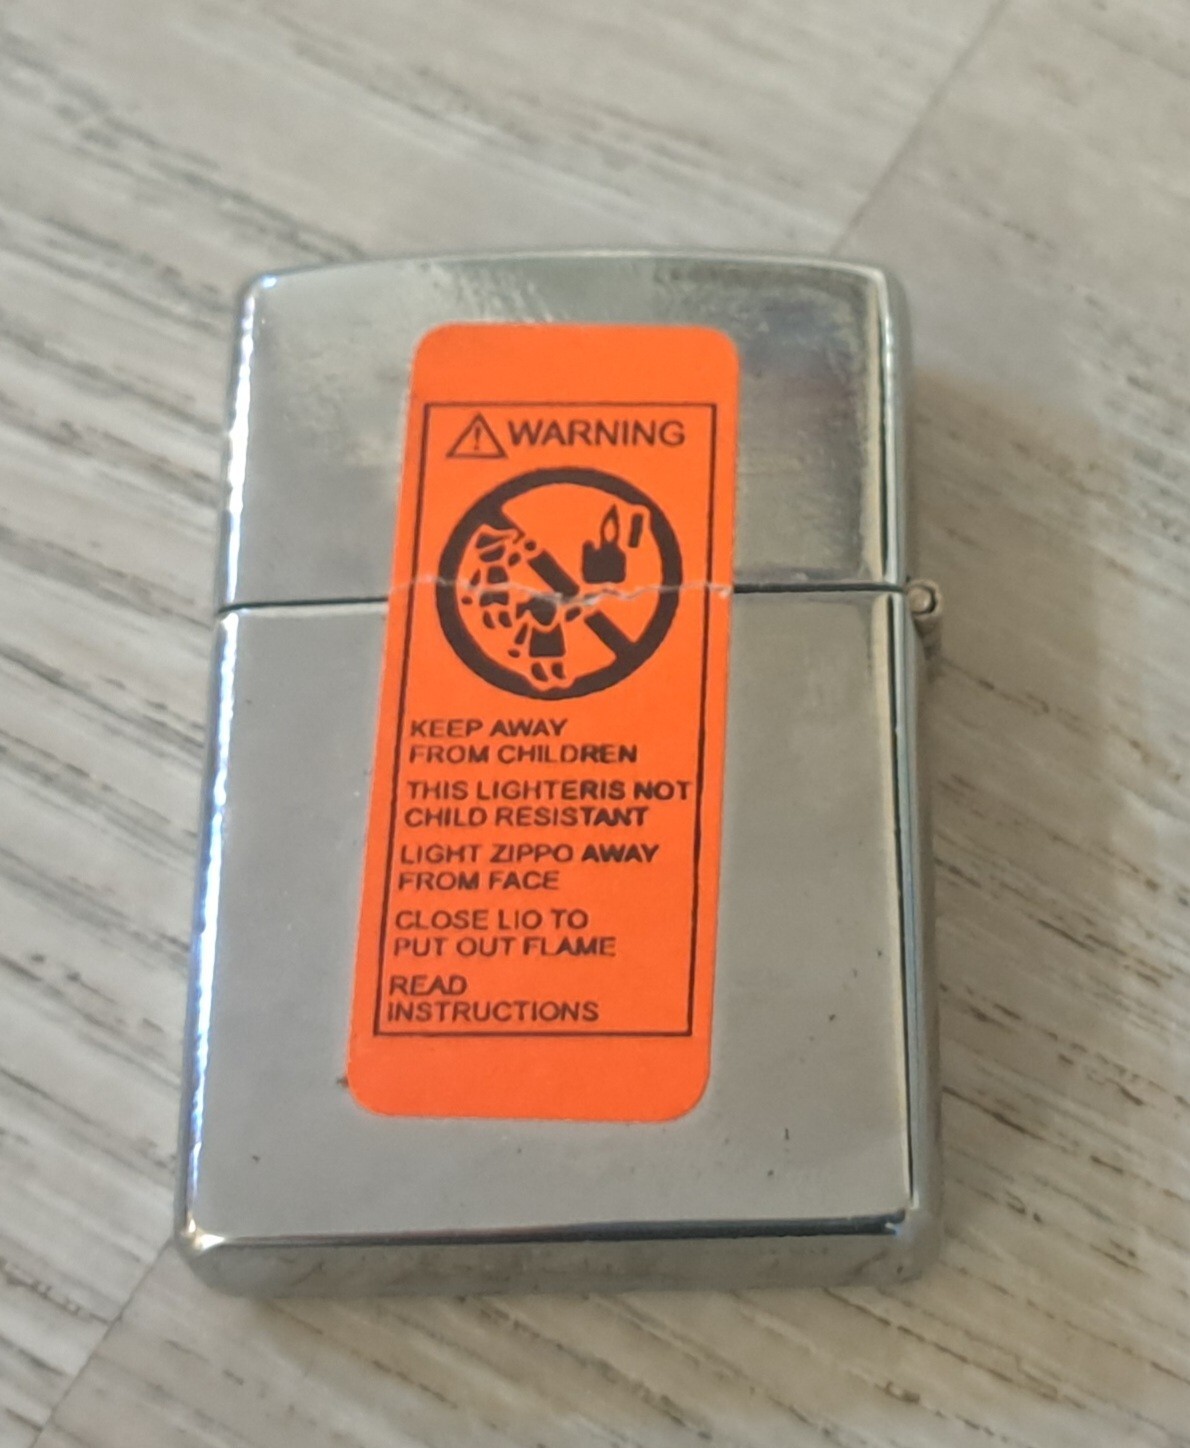 WARNING
KEEP AWAY
FROM CHILDREN
THIS LIGHTERIS NOT
CHILD RESISTANT
LIGHT ZIPPO AWAY
FROM FACE
CLOSE LIO TO
PUT OUT FLAME
READ
INSTRUCTIONS